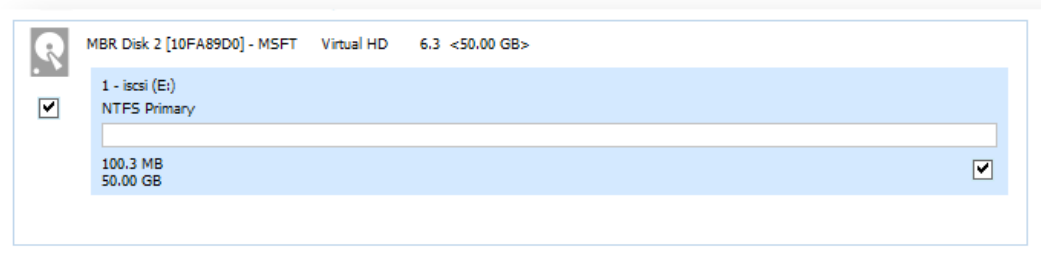 MBR Disk 2 [10FA89D0] - MSFT Virtual HD 6.3 <50.00 GB>
1 - iscsi (E:)
NTFS Primary
100.3 MB
50.00 GB